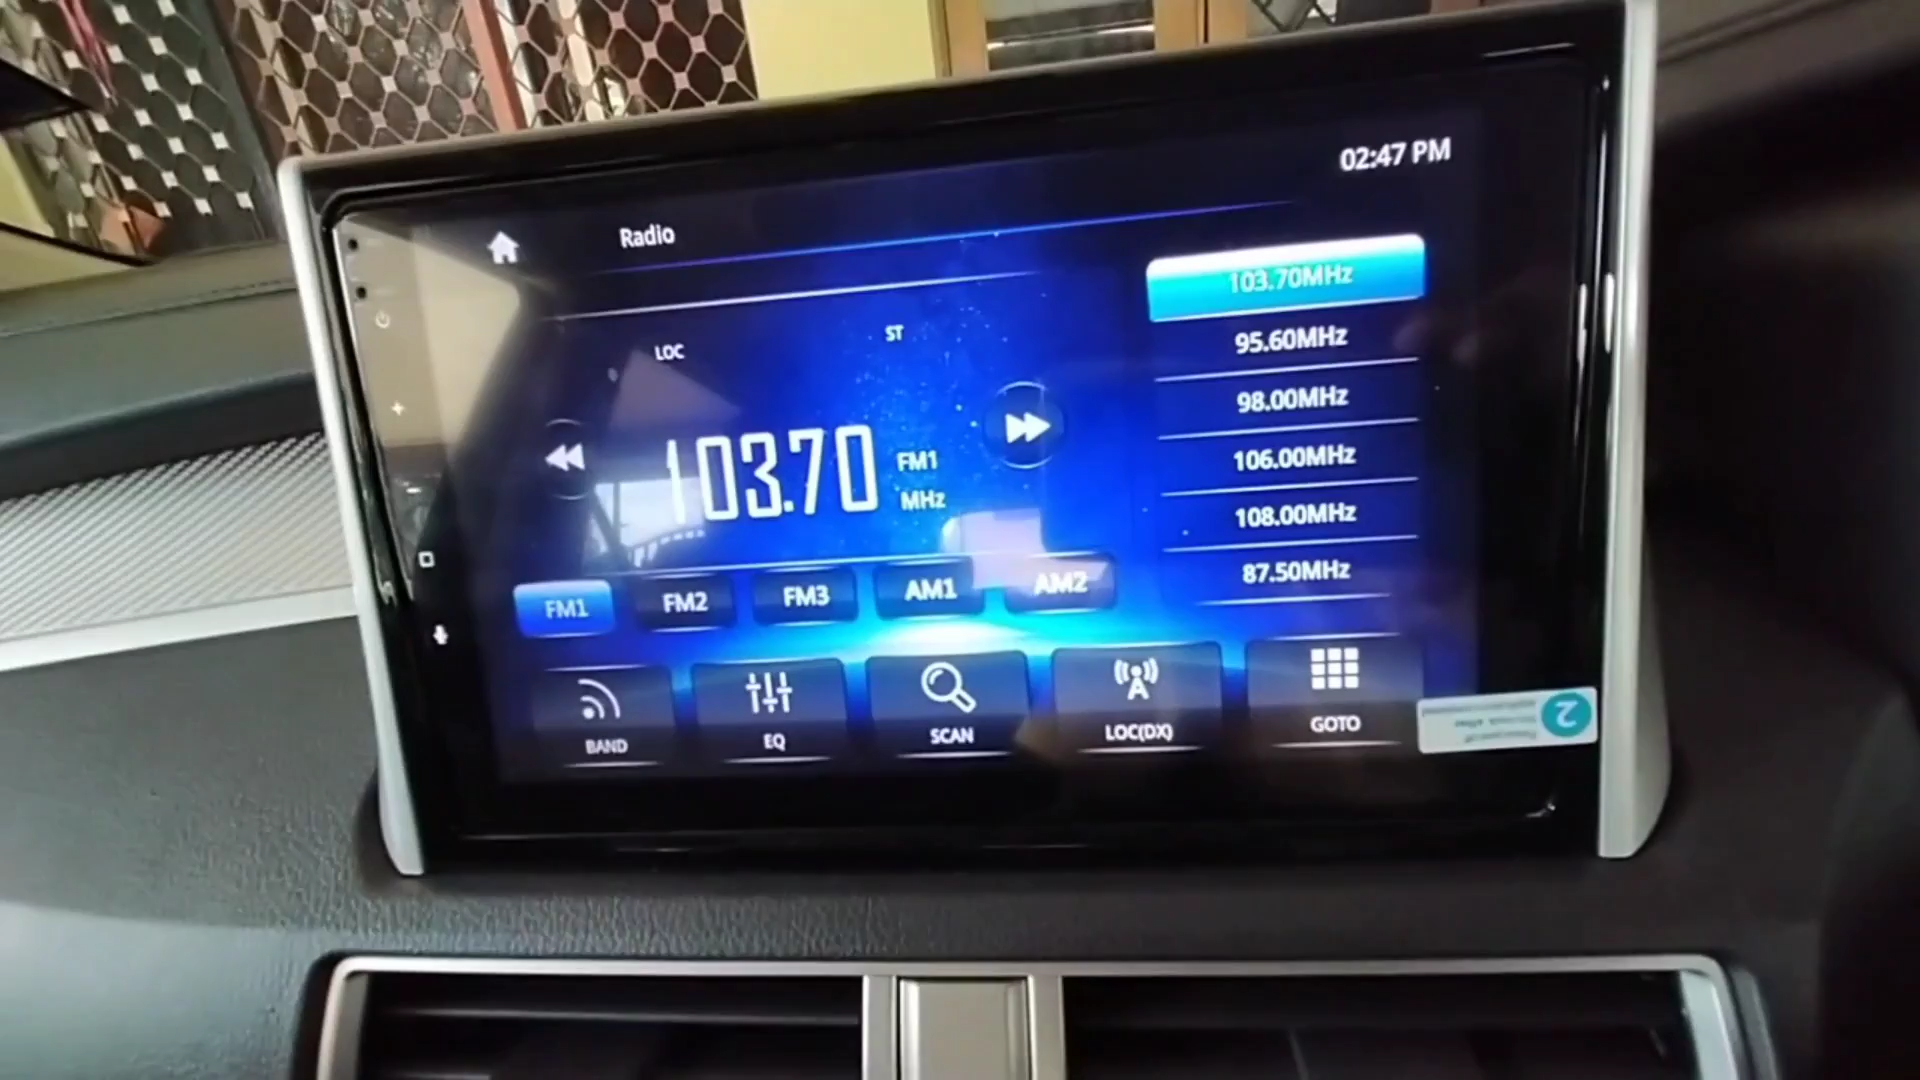 02:47 PM
Radio
LOC
ST
103.70
FM1
MHz
103.70MHz
95.60MHz
98.00MHz
106.00MHz
108.00MHz
87.50MHz
FM1
FM2
FM3
AM1
AM2
BAND
EQ
SCAN
LOC(DX)
GOTO
2